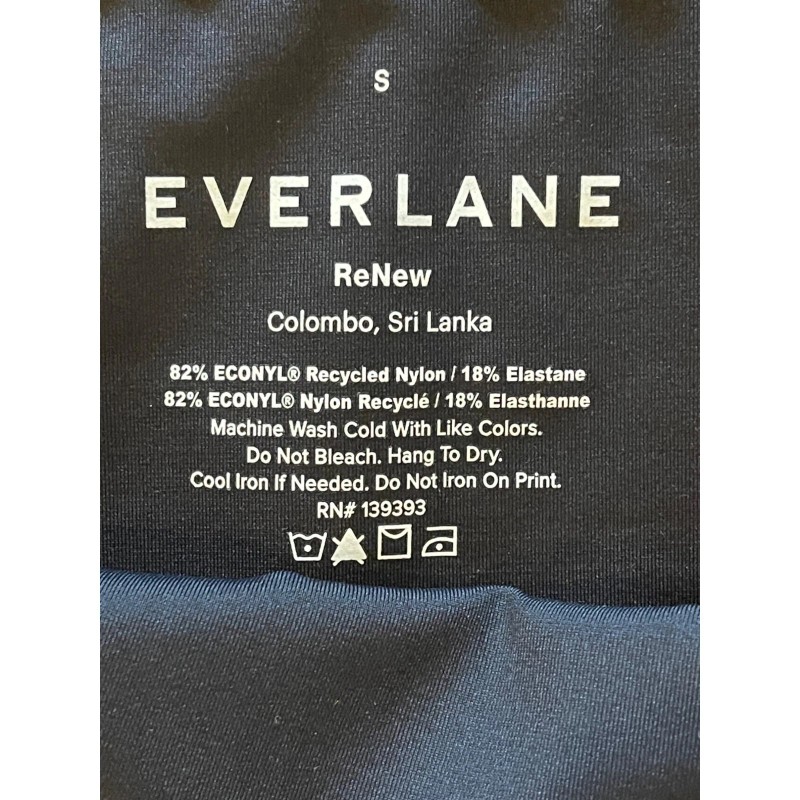 S
EVERLANE
ReNew
Colombo, Sri Lanka
82% ECONYL® Recycled Nylon / 18% Elastane
82% ECONYL® Nylon Recyclé / 18% Elasthanne
Machine Wash Cold With Like Colors.
Do Not Bleach. Hang To Dry.
Cool Iron If Needed. Do Not Iron On Print.
RN# 139393